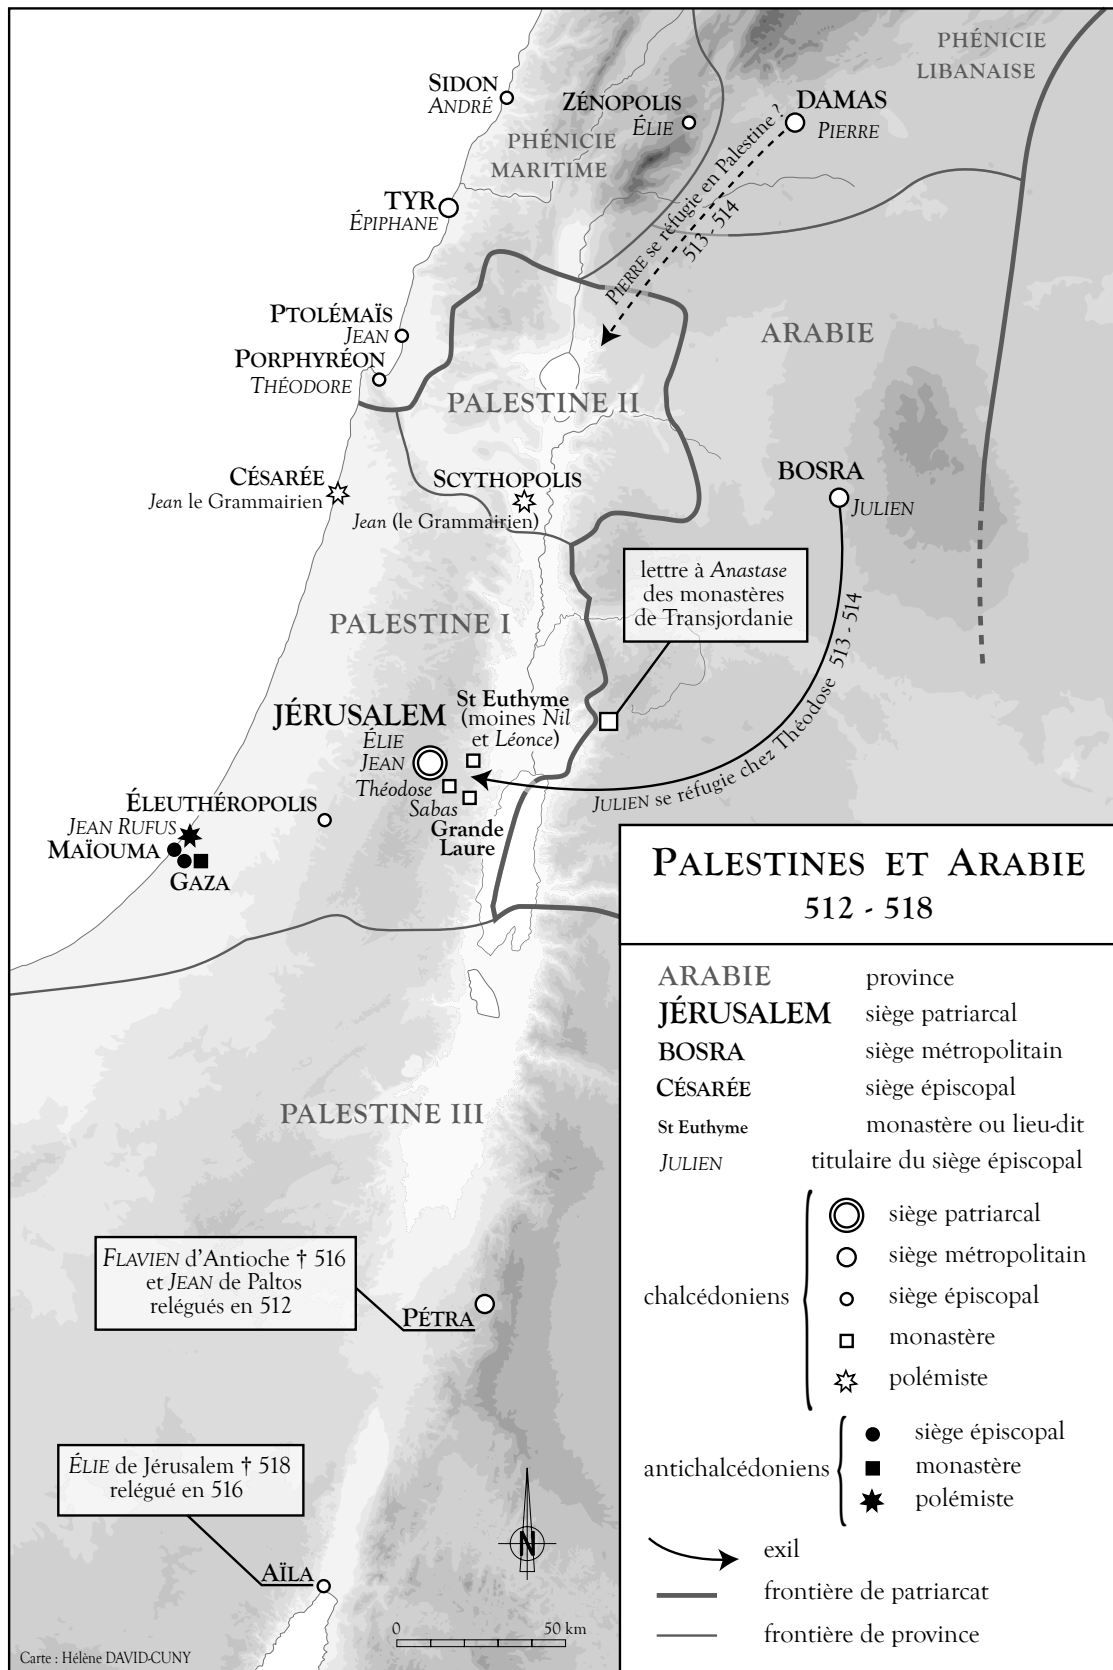 PHÉNICIE
LIBANAISE
SIDON
ANDRÉ
ZÉNOPOLIS
ÉLIE
DAMAS
PIERRE
PHÉNICIE
MARITIME
TYR
ÉPIPHANE
PIERRE se réfugie en Palestine ?
513 - 514
PTOLÉMAÏS
JEAN
PORPHYRÉON
THÉODORE
ARABIE
PALESTINE II
CÉSARÉE
Jean le Grammairien
SCYTHOPOLIS
Jean (le Grammairien)
BOSRA
JULIEN
lettre à Anastase
des monastères
de Transjordanie
PALESTINE I
JÉRUSALEM
ÉLIE
JEAN
St Euthyme
(moines Nil
et Léonce)
Théodose
Sabas
Grande
Laure
JULIEN se réfugie chez Théodose 513 - 514
ÉLEUTHÉROPOLIS
JEAN RUFUS
MAÏOUMA
GAZA
PALESTINES ET ARABIE
512 - 518
ARABIE province
JÉRUSALEM siège patriarcal
BOSRA siège métropolitain
CÉSARÉE siège épiscopal
St Euthyme monastère ou lieu-dit
JULIEN titulaire du siège épiscopal
chalcédoniens
siège patriarcal
siège métropolitain
siège épiscopal
monastère
polémiste
antichalcédoniens
siège épiscopal
monastère
polémiste
exil
frontière de patriarcat
frontière de province
PALESTINE III
FLAVIEN d'Antioche † 516
et JEAN de Paltos
relégués en 512
PÉTRA
ÉLIE de Jérusalem † 518
relégué en 516
AÏLA
N
0 50 km
Carte : Hélène DAVID-CUNY